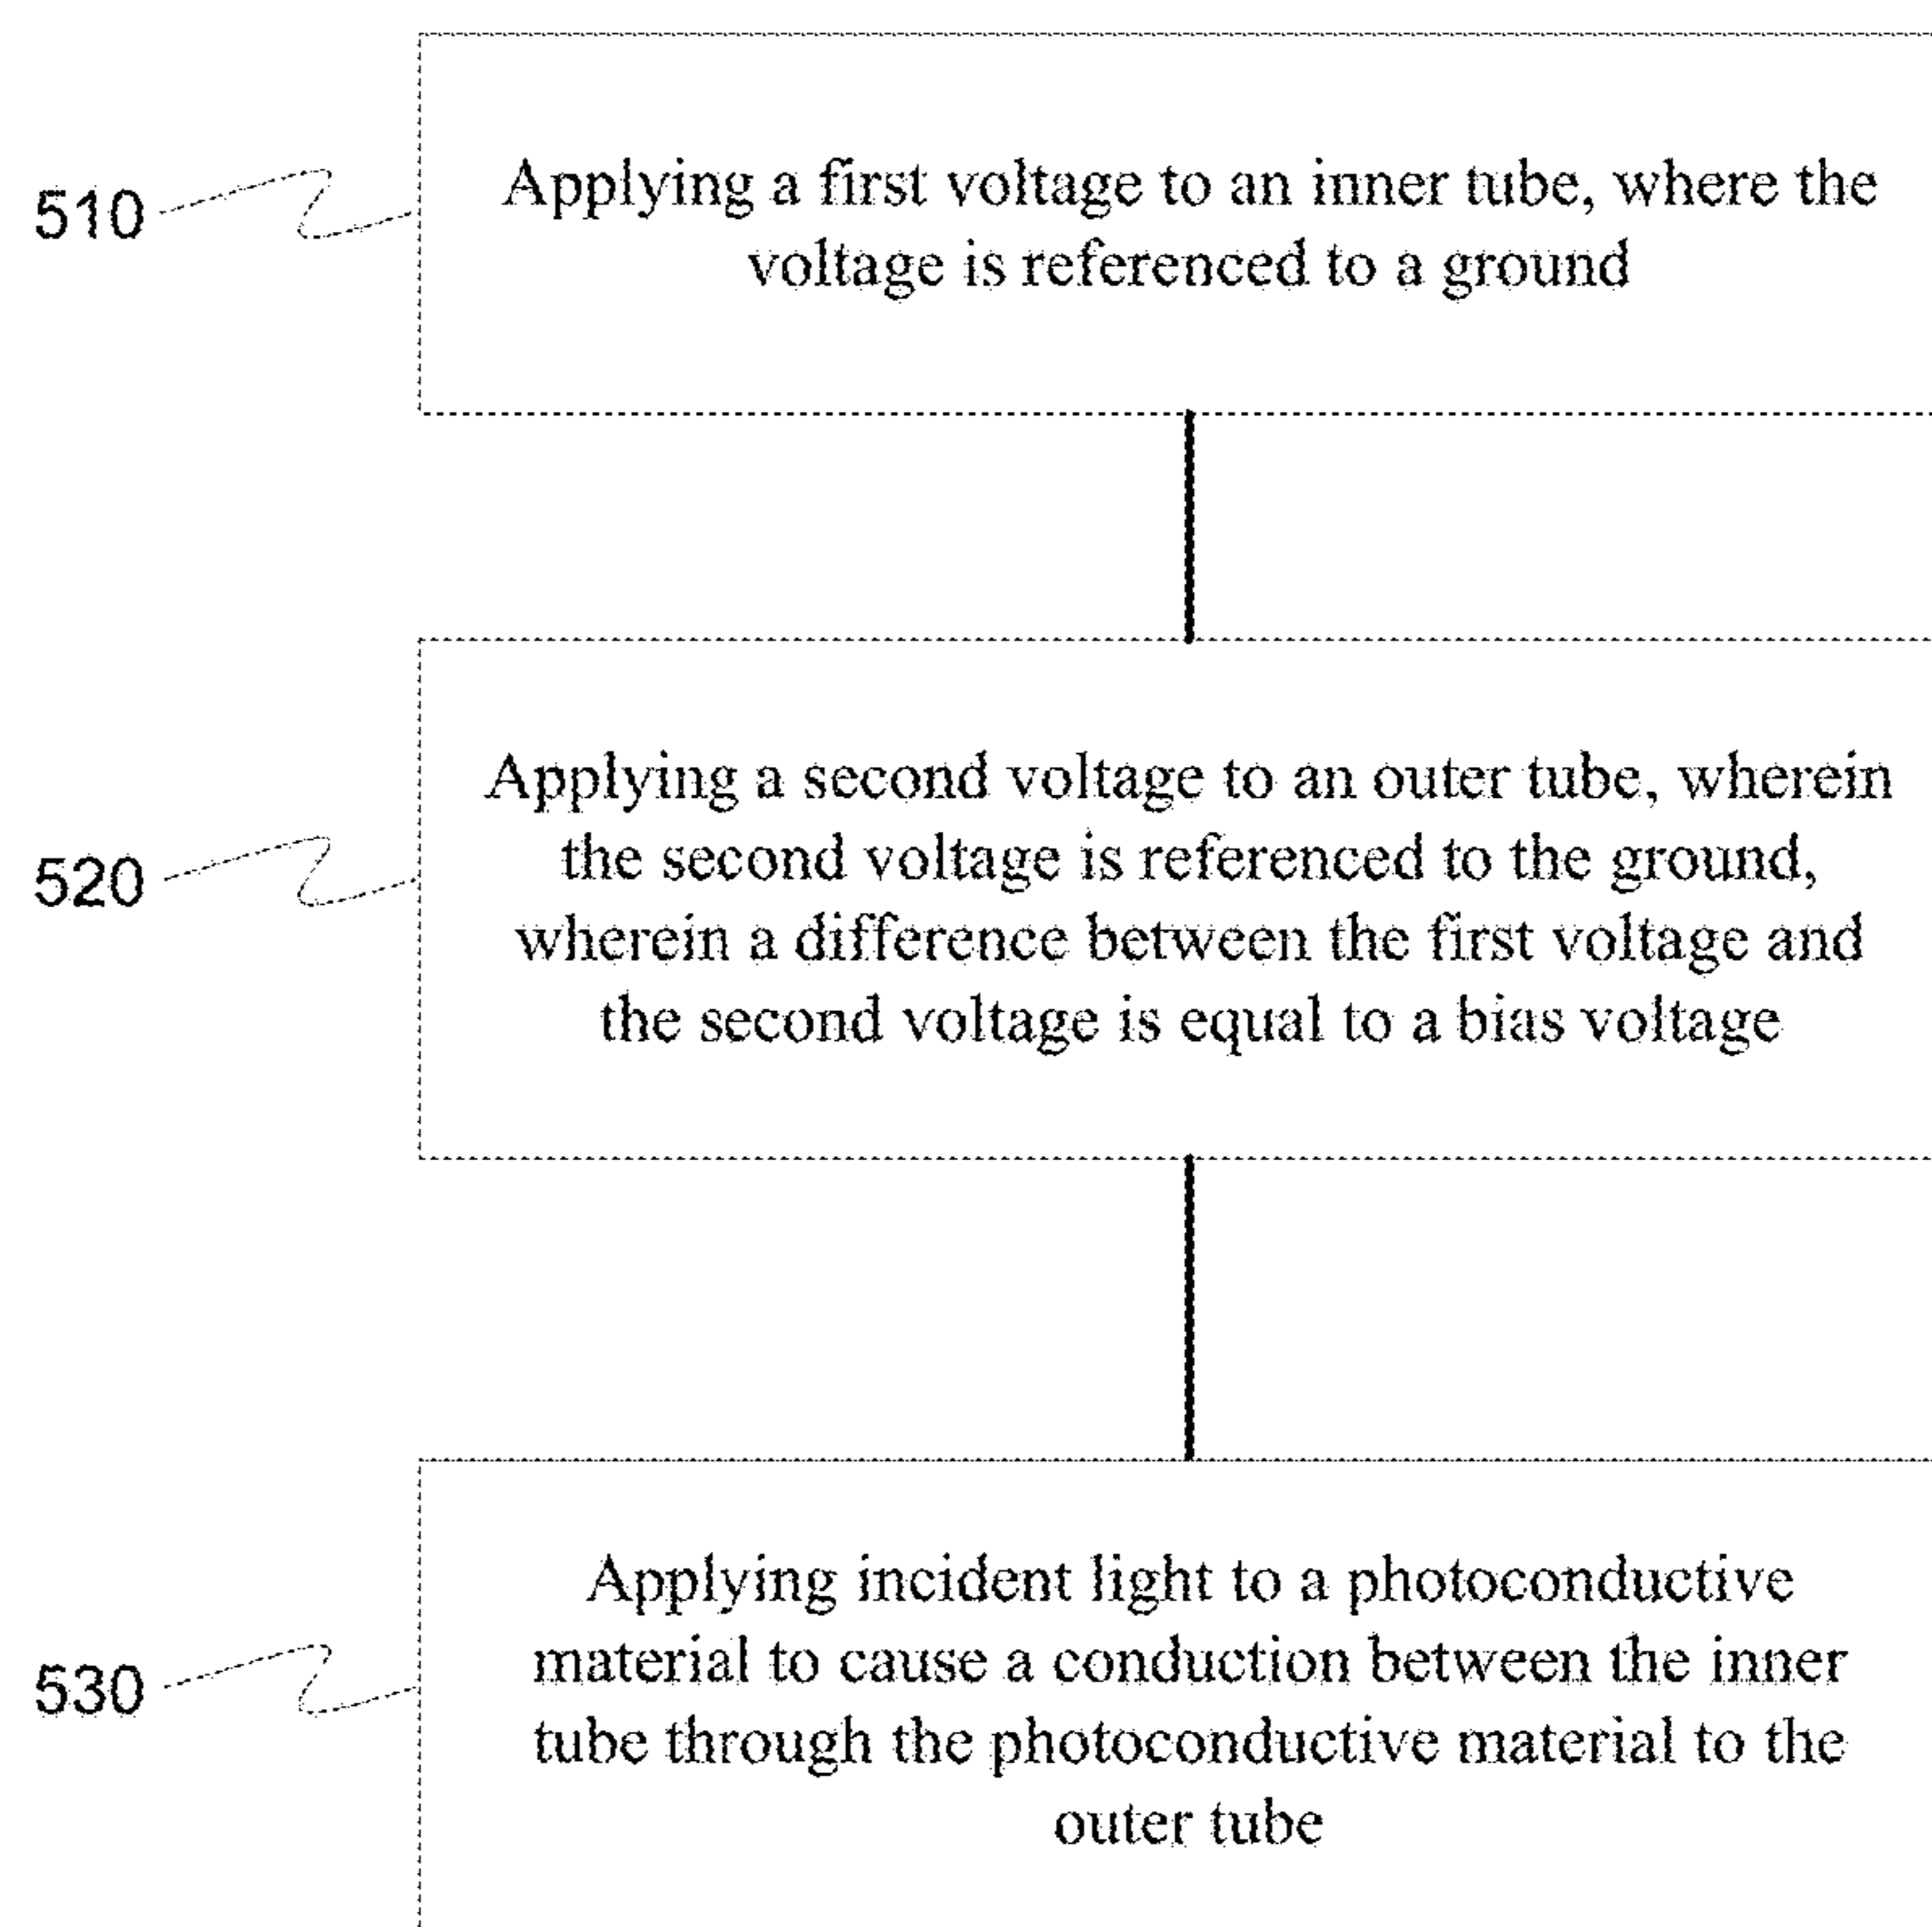 510
Applying a first voltage to an inner tube, where the
voltage is referenced to a ground
520
Applying a second voltage to an outer tube, wherein
the second voltage is referenced to the ground,
wherein a difference between the first voltage and
the second voltage is equal to a bias voltage
530
Applying incident light to a photoconductive
material to cause a conduction between the inner
tube through the photoconductive material to the
outer tube